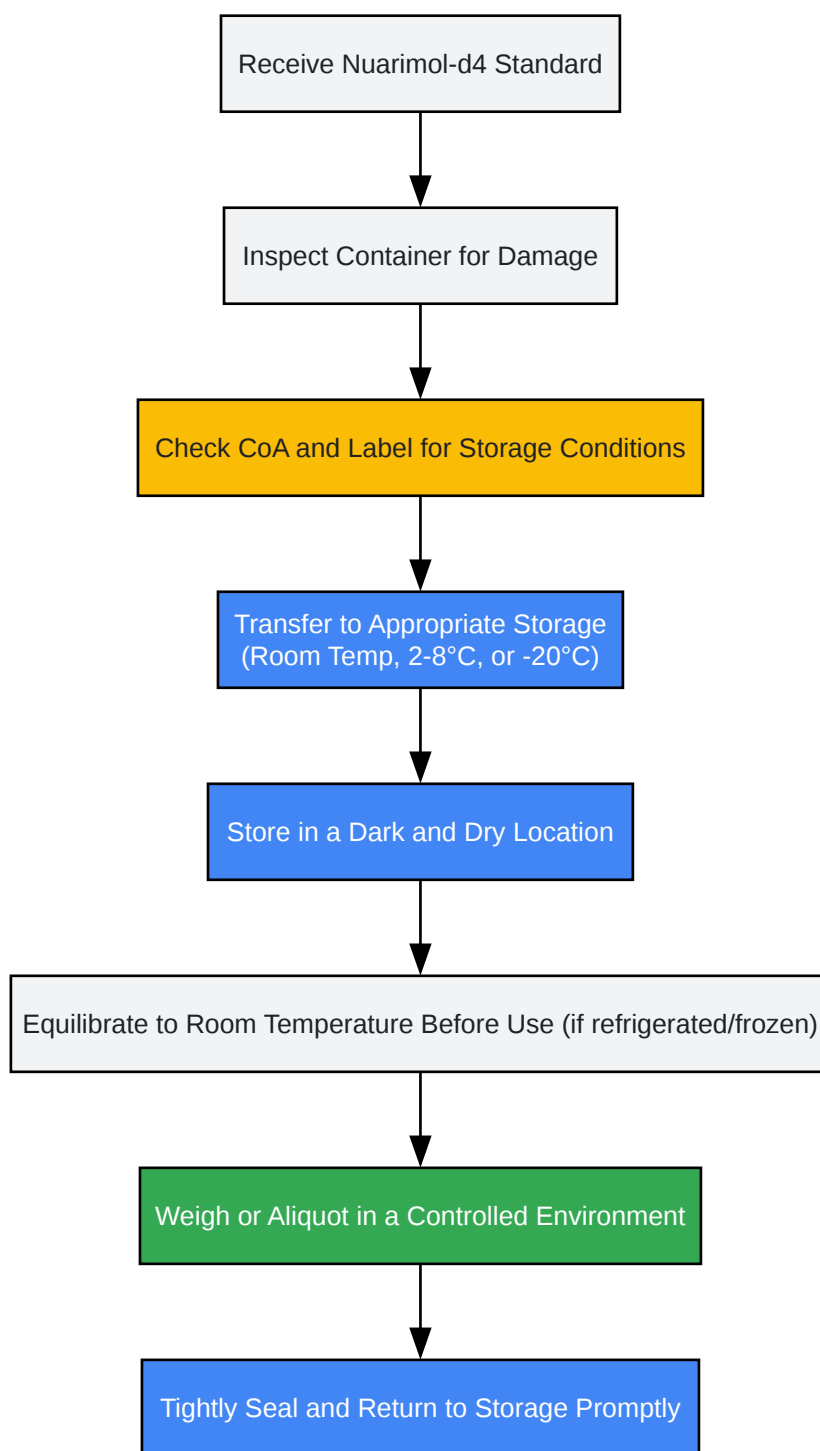 Receive Nuarimol-d4 Standard
Inspect Container for Damage
Check CoA and Label for Storage Conditions
Transfer to Appropriate Storage
(Room Temp, 2-8°C, or -20°C)
Store in a Dark and Dry Location
Equilibrate to Room Temperature Before Use (if refrigerated/frozen)
Weigh or Aliquot in a Controlled Environment
Tightly Seal and Return to Storage Promptly